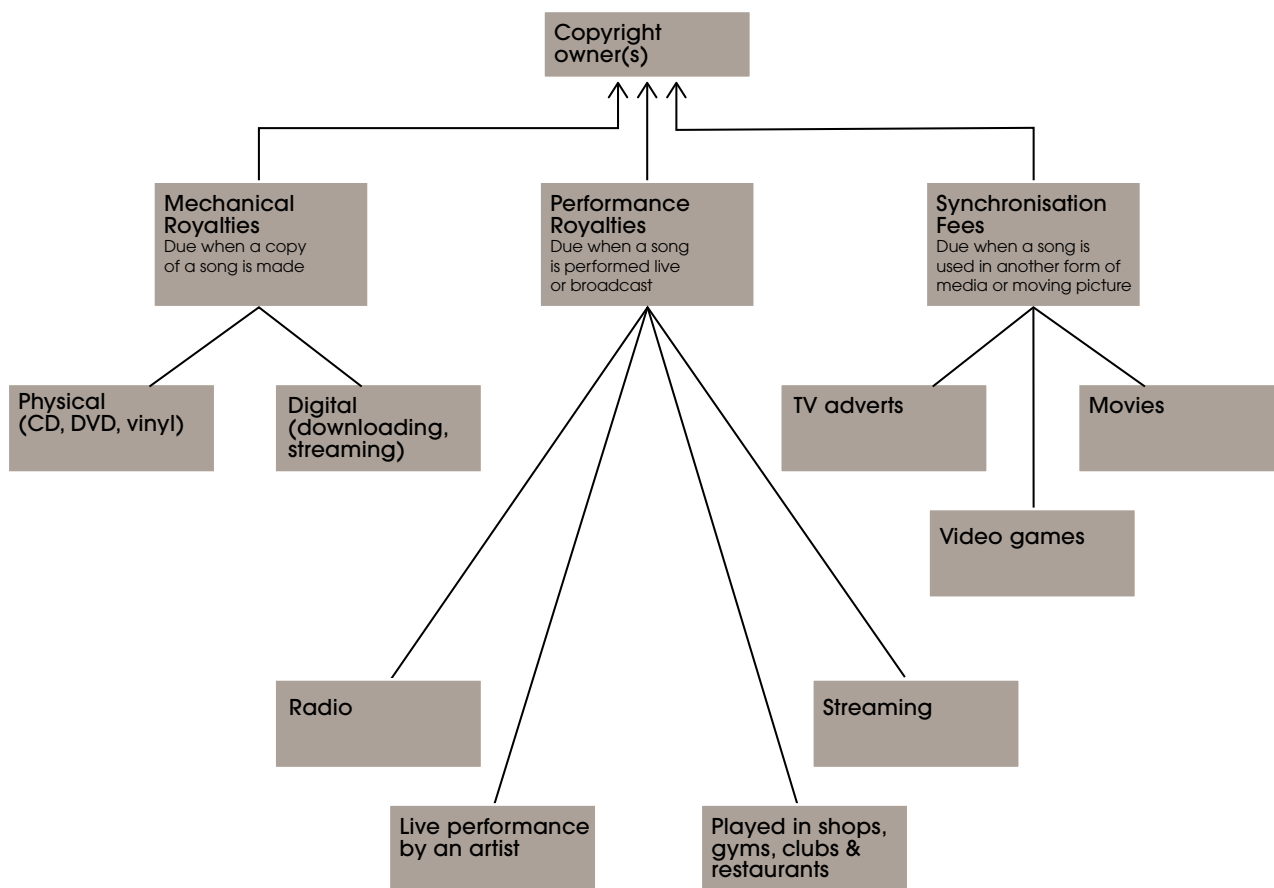 Copyright
owner(s)
Mechanical
Royalties
Due when a copy
of a song is made
Performance
Royalties
Due when a song
is performed live
or broadcast
Synchronisation
Fees
Due when a song is
used in another form of
media or moving picture
Physical
(CD, DVD, vinyl)
Digital
(downloading,
streaming)
TV adverts
Movies
Video games
Radio
Streaming
Live performance
by an artist
Played in shops,
gyms, clubs &
restaurants